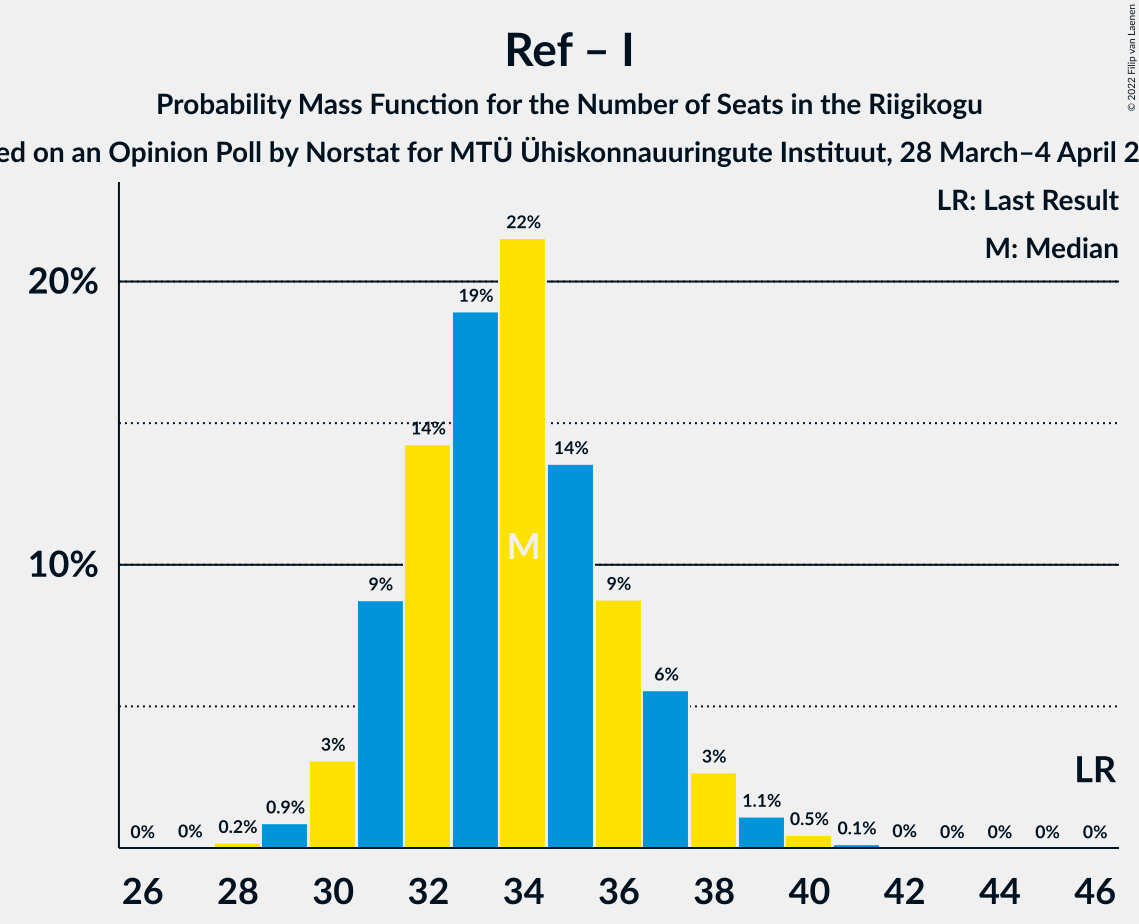 Ref – I
Probability Mass Function for the Number of Seats in the Riigikogu
on an Opinion Poll by Norstat for MTÜ Ühiskonnauuringute Instituut, 28 March–4 April
© 2022 Filip van Laenen
LR: Last Result
M: Median
20%
10%
0% 0% 0.2% 0.9% 3% 9% 14% 19% 22% 14% 9% 6% 3% 1.1% 0.5% 0.1% 0% 0% 0% 0% 0%
M
LR
26 28 30 32 34 36 38 40 42 44 46